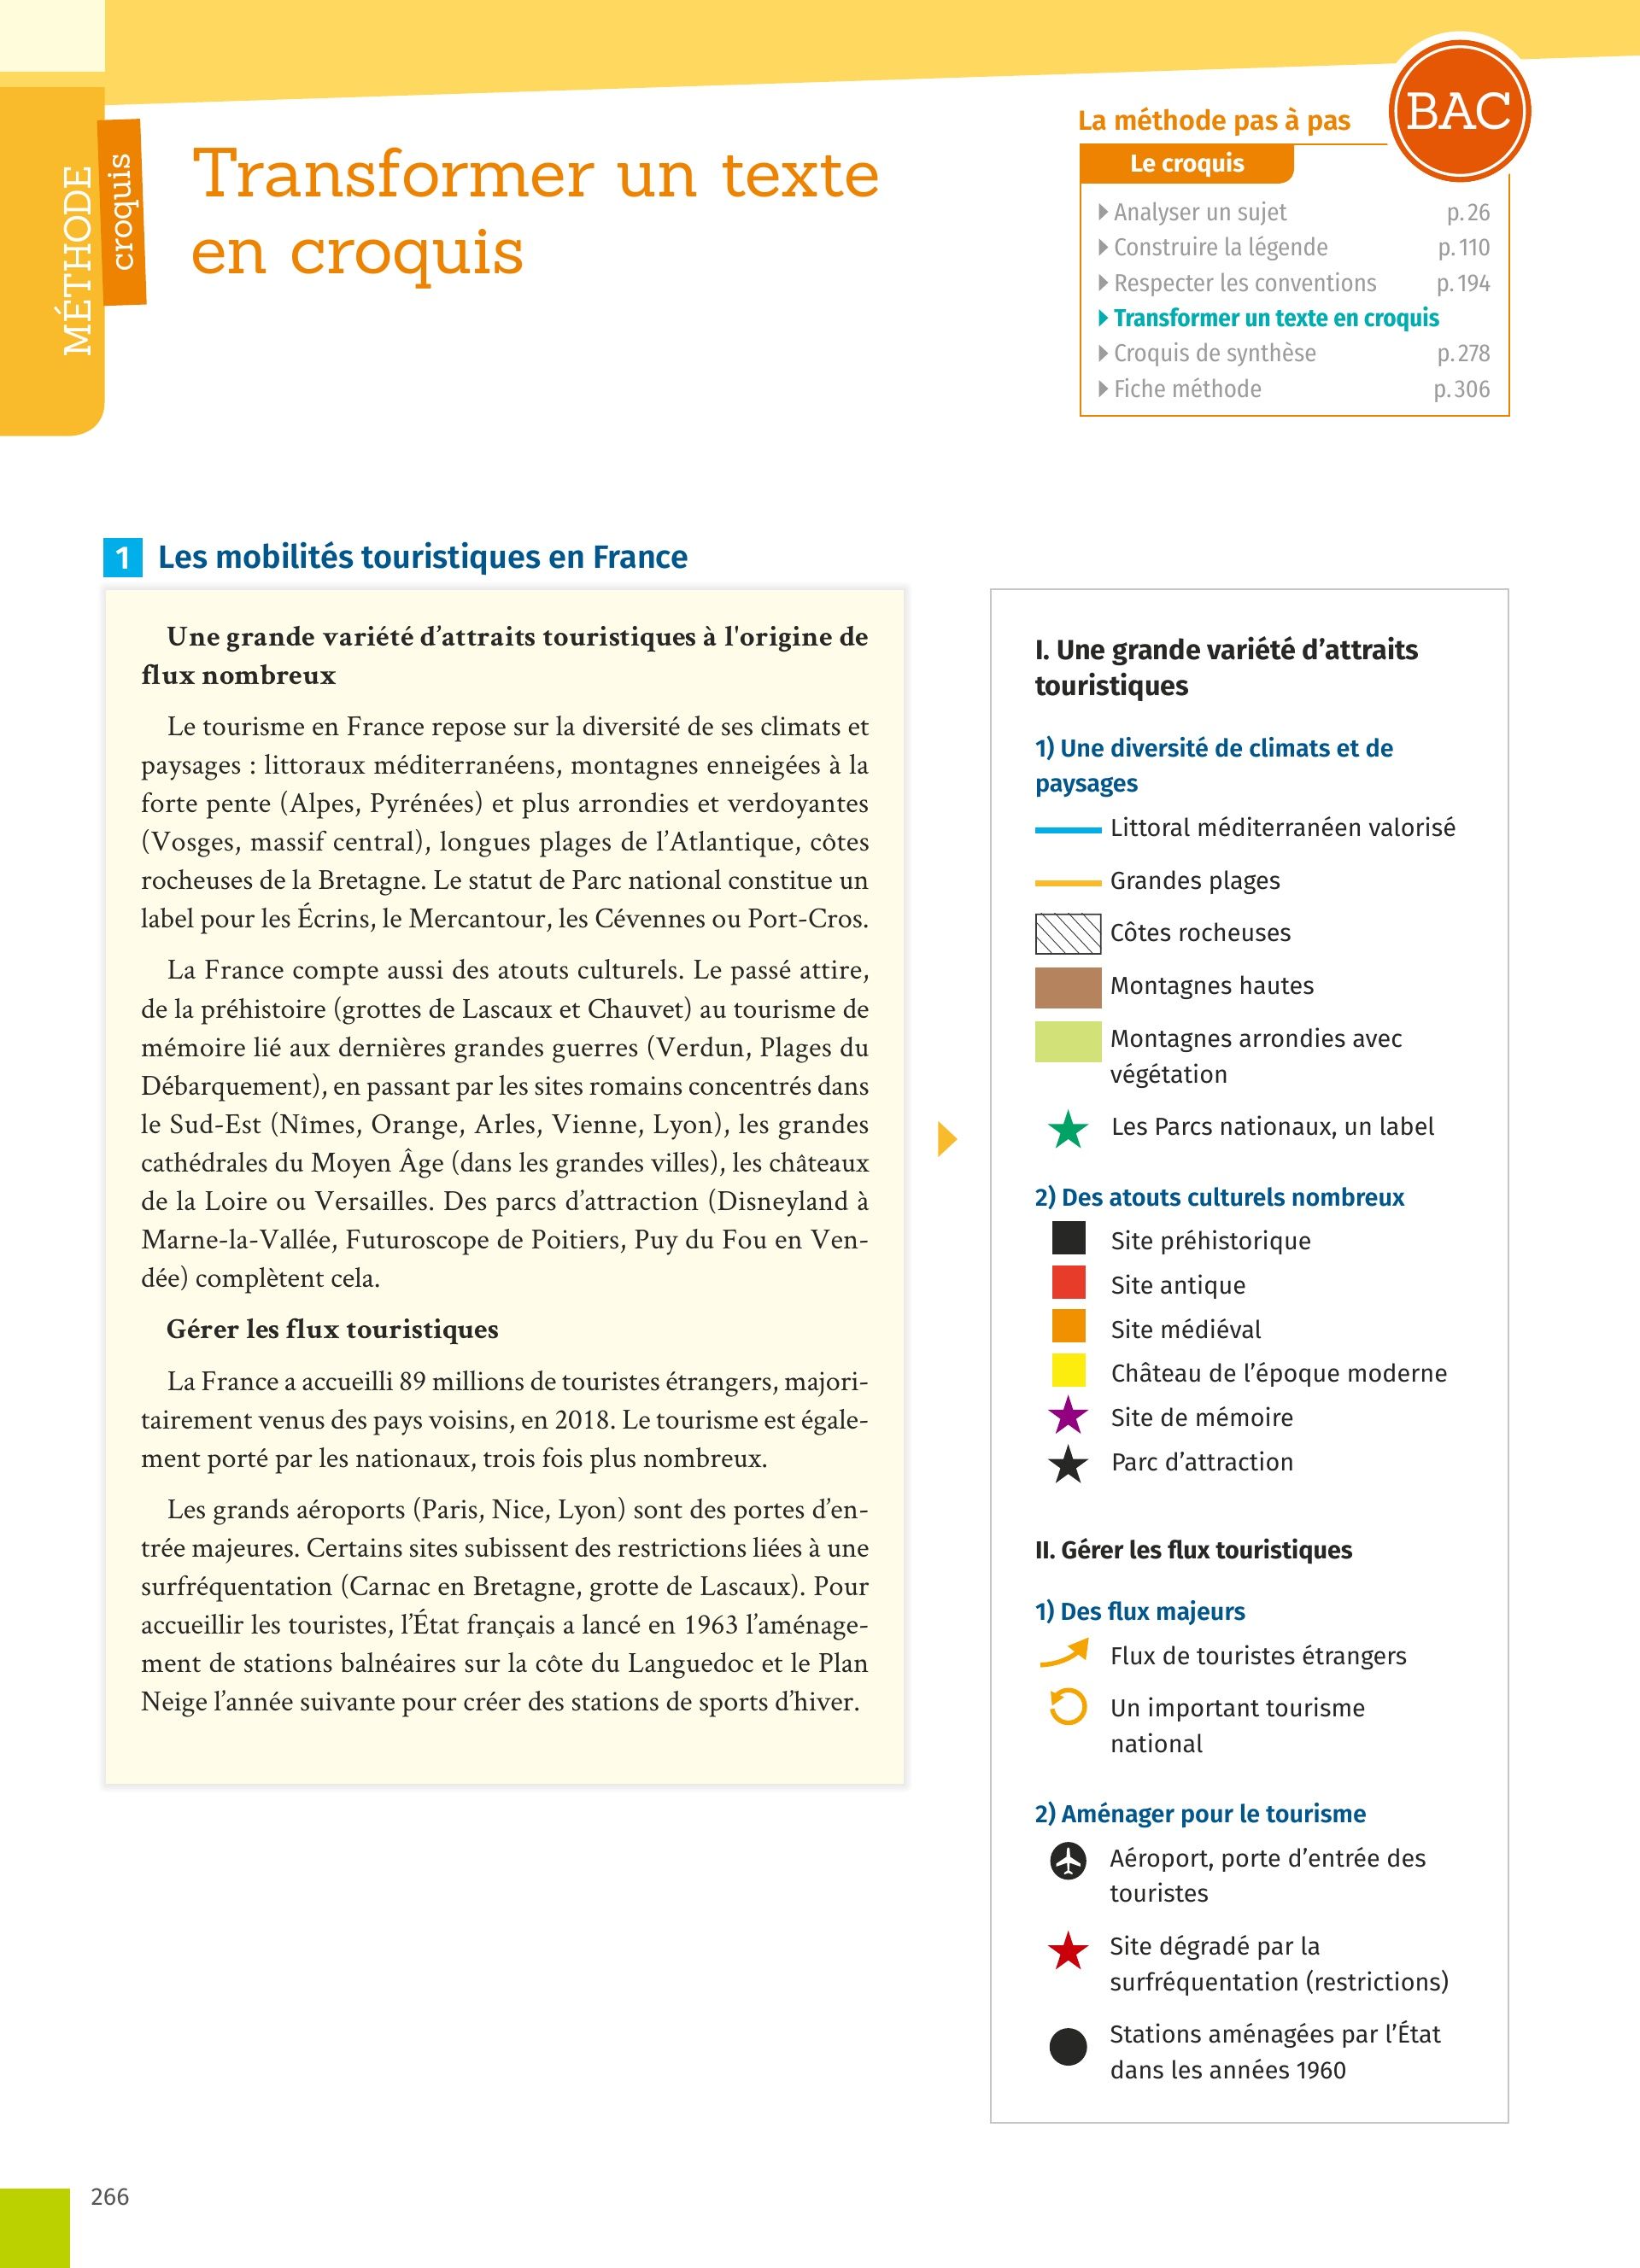 MÉTHODE
croquis
Transformer un texte
en croquis
La méthode pas à pas
BAC
Le croquis
Analyser un sujet p. 26
Construire la légende p. 110
Respecter les conventions p. 194
Transformer un texte en croquis
Croquis de synthèse p. 278
Fiche méthode p. 306
1 Les mobilités touristiques en France
Une grande variété d’attraits touristiques à l'origine de
flux nombreux
Le tourisme en France repose sur la diversité de ses climats et
paysages : littoraux méditerranéens, montagnes enneigées à la
forte pente (Alpes, Pyrénées) et plus arrondies et verdoyantes
(Vosges, massif central), longues plages de l’Atlantique, côtes
rocheuses de la Bretagne. Le statut de Parc national constitue un
label pour les Écrins, le Mercantour, les Cévennes ou Port-Cros.
La France compte aussi des atouts culturels. Le passé attire,
de la préhistoire (grottes de Lascaux et Chauvet) au tourisme de
mémoire lié aux dernières grandes guerres (Verdun, Plages du
Débarquement), en passant par les sites romains concentrés dans
le Sud-Est (Nîmes, Orange, Arles, Vienne, Lyon), les grandes
cathédrales du Moyen Âge (dans les grandes villes), les châteaux
de la Loire ou Versailles. Des parcs d’attraction (Disneyland à
Marne-la-Vallée, Futuroscope de Poitiers, Puy du Fou en Ven-
dée) complètent cela.
Gérer les flux touristiques
La France a accueilli 89 millions de touristes étrangers, majori-
tairement venus des pays voisins, en 2018. Le tourisme est égale-
ment porté par les nationaux, trois fois plus nombreux.
Les grands aéroports (Paris, Nice, Lyon) sont des portes d’en-
trée majeures. Certains sites subissent des restrictions liées à une
surfréquentation (Carnac en Bretagne, grotte de Lascaux). Pour
accueillir les touristes, l’État français a lancé en 1963 l’aménage-
ment de stations balnéaires sur la côte du Languedoc et le Plan
Neige l’année suivante pour créer des stations de sports d’hiver.
I. Une grande variété d’attraits
touristiques
1) Une diversité de climats et de
paysages
Littoral méditerranéen valorisé
Grandes plages
Côtes rocheuses
Montagnes hautes
Montagnes arrondies avec
végétation
Les Parcs nationaux, un label
2) Des atouts culturels nombreux
Site préhistorique
Site antique
Site médiéval
Château de l’époque moderne
Site de mémoire
Parc d’attraction
II. Gérer les flux touristiques
1) Des flux majeurs
Flux de touristes étrangers
Un important tourisme
national
2) Aménager pour le tourisme
Aéroport, porte d’entrée des
touristes
Site dégradé par la
surfréquentation (restrictions)
Stations aménagées par l’État
dans les années 1960
266